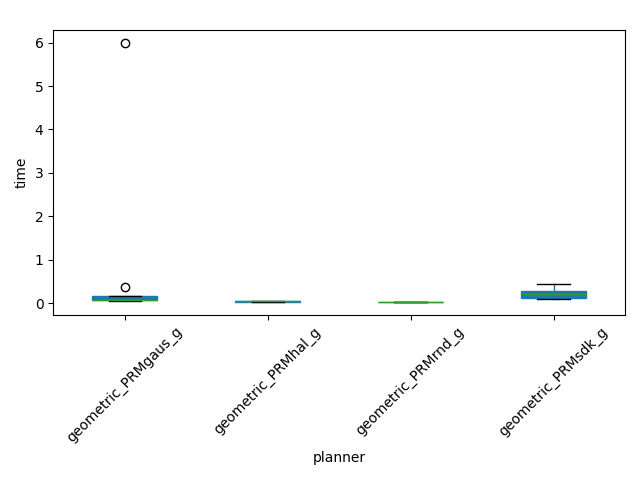 6
5
4
3
2
1
0
time
geometric_PRMgaus_g
geometric_PRMhal_g
geometric_PRMrnd_g
geometric_PRMsdk_g
planner